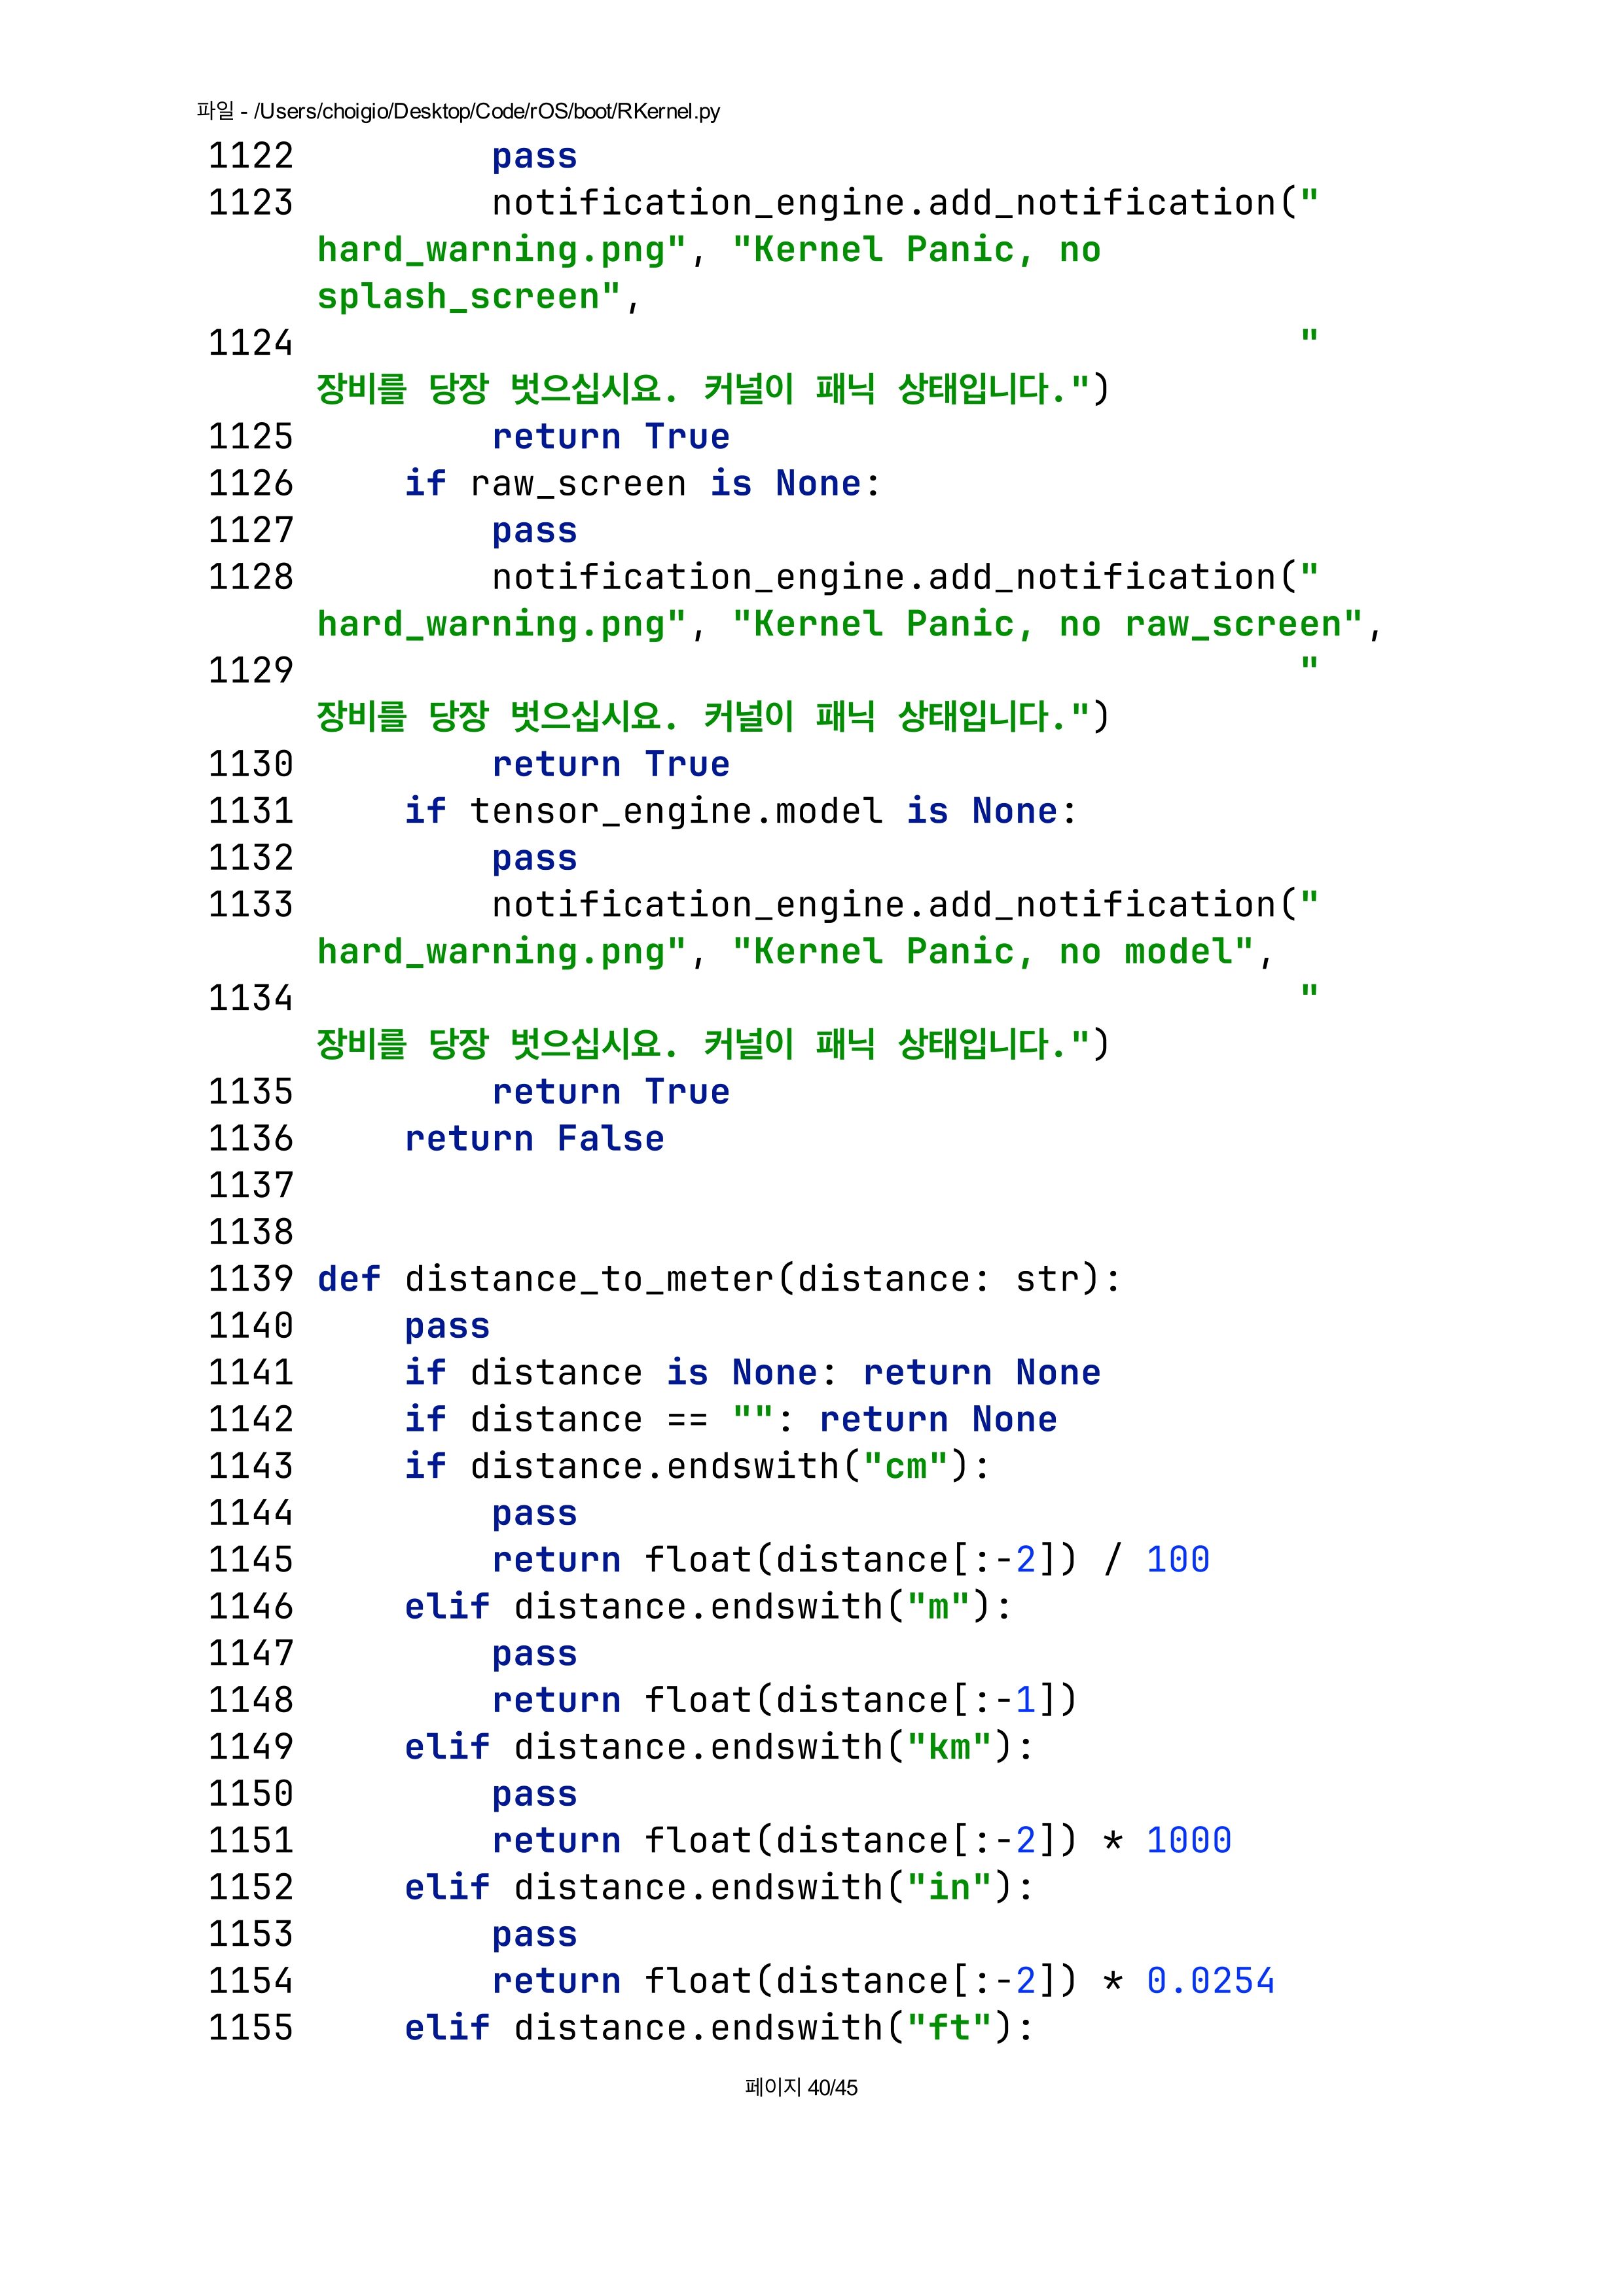 파일 - /Users/choigio/Desktop/Code/rOS/boot/RKernel.py
1122         pass
1123         notification_engine.add_notification("
hard_warning.png", "Kernel Panic, no
splash_screen",
1124                                              "
장비를 당장 벗으십시요. 커널이 패닉 상태입니다.")
1125         return True
1126     if raw_screen is None:
1127         pass
1128         notification_engine.add_notification("
hard_warning.png", "Kernel Panic, no raw_screen",
1129                                              "
장비를 당장 벗으십시요. 커널이 패닉 상태입니다.")
1130         return True
1131     if tensor_engine.model is None:
1132         pass
1133         notification_engine.add_notification("
hard_warning.png", "Kernel Panic, no model",
1134                                              "
장비를 당장 벗으십시요. 커널이 패닉 상태입니다.")
1135         return True
1136     return False
1137
1138
1139 def distance_to_meter(distance: str):
1140     pass
1141     if distance is None: return None
1142     if distance == "": return None
1143     if distance.endswith("cm"):
1144         pass
1145         return float(distance[:-2]) / 100
1146     elif distance.endswith("m"):
1147         pass
1148         return float(distance[:-1])
1149     elif distance.endswith("km"):
1150         pass
1151         return float(distance[:-2]) * 1000
1152     elif distance.endswith("in"):
1153         pass
1154         return float(distance[:-2]) * 0.0254
1155     elif distance.endswith("ft"):
페이지 40/45